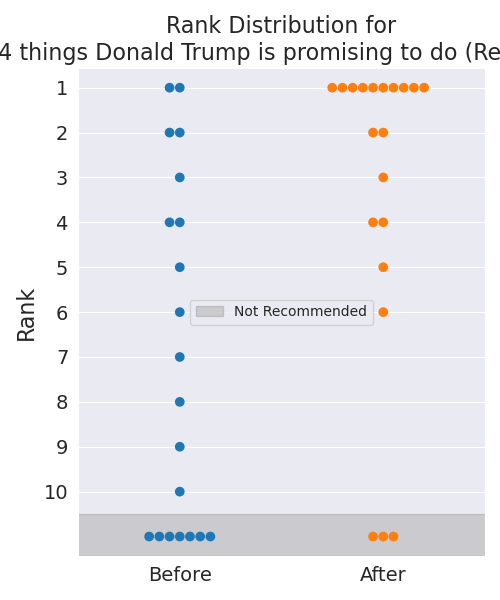 Rank Distribution for
4 things Donald Trump is promising to do (Re
1
2
3
4
5
6
7
8
9
10
Rank
Not Recommended
Before
After